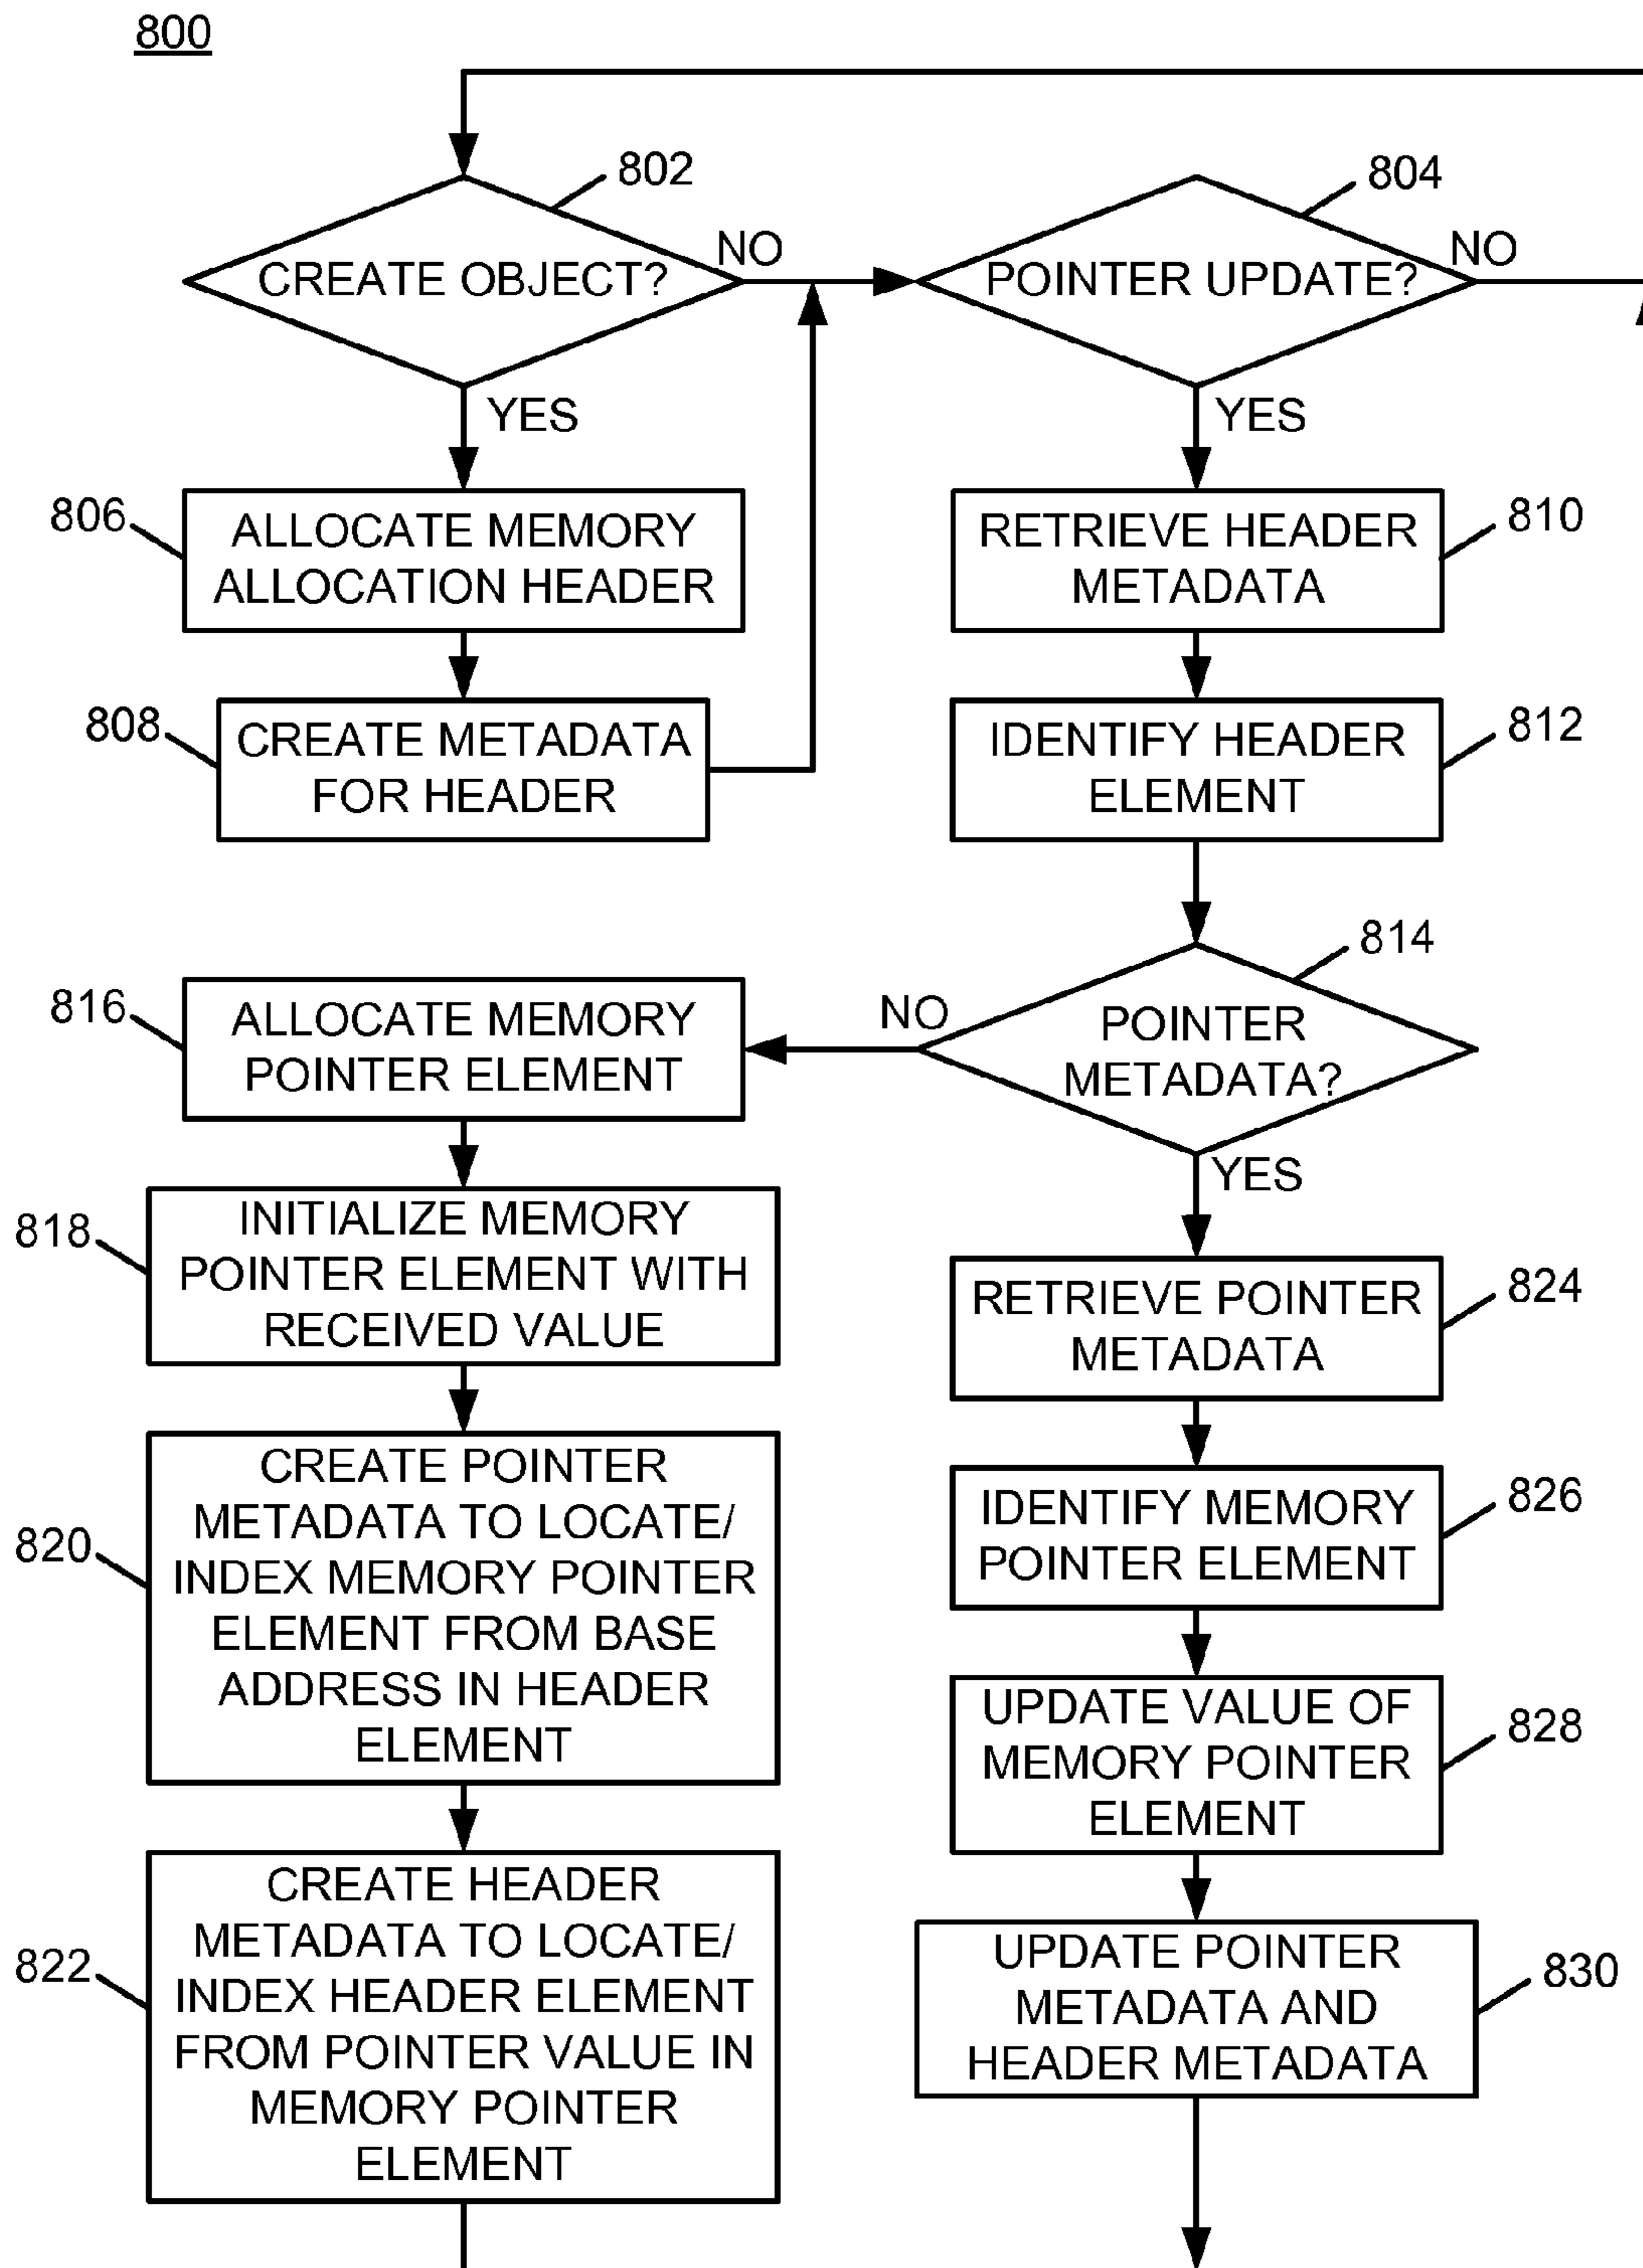 800
802
CREATE OBJECT?
NO
YES
804
POINTER UPDATE?
NO
YES
806
ALLOCATE MEMORY
ALLOCATION HEADER
808
CREATE METADATA
FOR HEADER
810
RETRIEVE HEADER
METADATA
812
IDENTIFY HEADER
ELEMENT
814
POINTER
METADATA?
NO
YES
816
ALLOCATE MEMORY
POINTER ELEMENT
818
INITIALIZE MEMORY
POINTER ELEMENT WITH
RECEIVED VALUE
820
CREATE POINTER
METADATA TO LOCATE/
INDEX MEMORY POINTER
ELEMENT FROM BASE
ADDRESS IN HEADER
ELEMENT
822
CREATE HEADER
METADATA TO LOCATE/
INDEX HEADER ELEMENT
FROM POINTER VALUE IN
MEMORY POINTER
ELEMENT
824
RETRIEVE POINTER
METADATA
826
IDENTIFY MEMORY
POINTER ELEMENT
828
UPDATE VALUE OF
MEMORY POINTER
ELEMENT
830
UPDATE POINTER
METADATA AND
HEADER METADATA